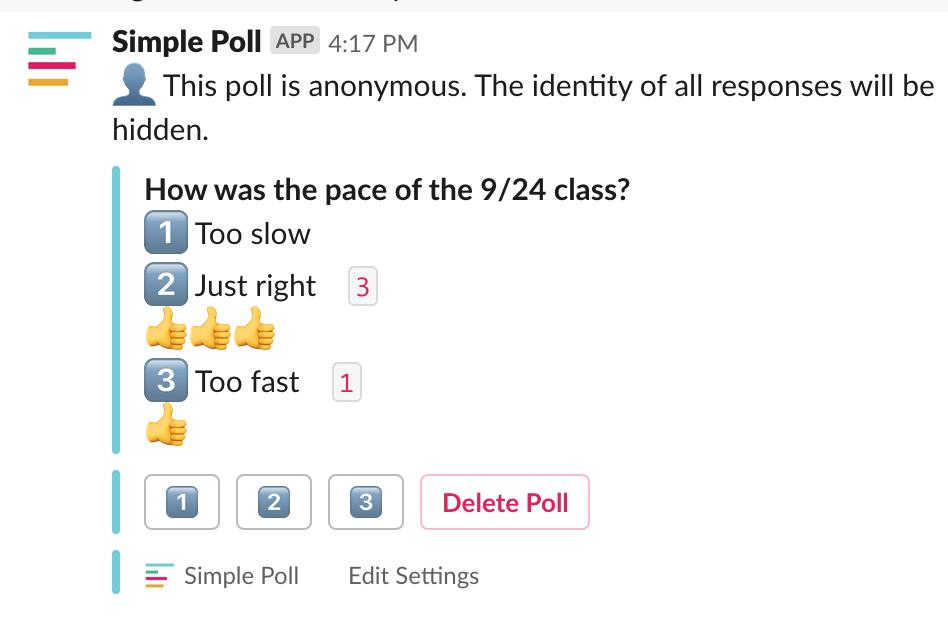 Simple Poll APP 4:17 PM
This poll is anonymous. The identity of all responses will be
hidden.
How was the pace of the 9/24 class?
1 Too slow
2 Just right 3
3 Too fast 1
1 2 3 Delete Poll
Simple Poll Edit Settings